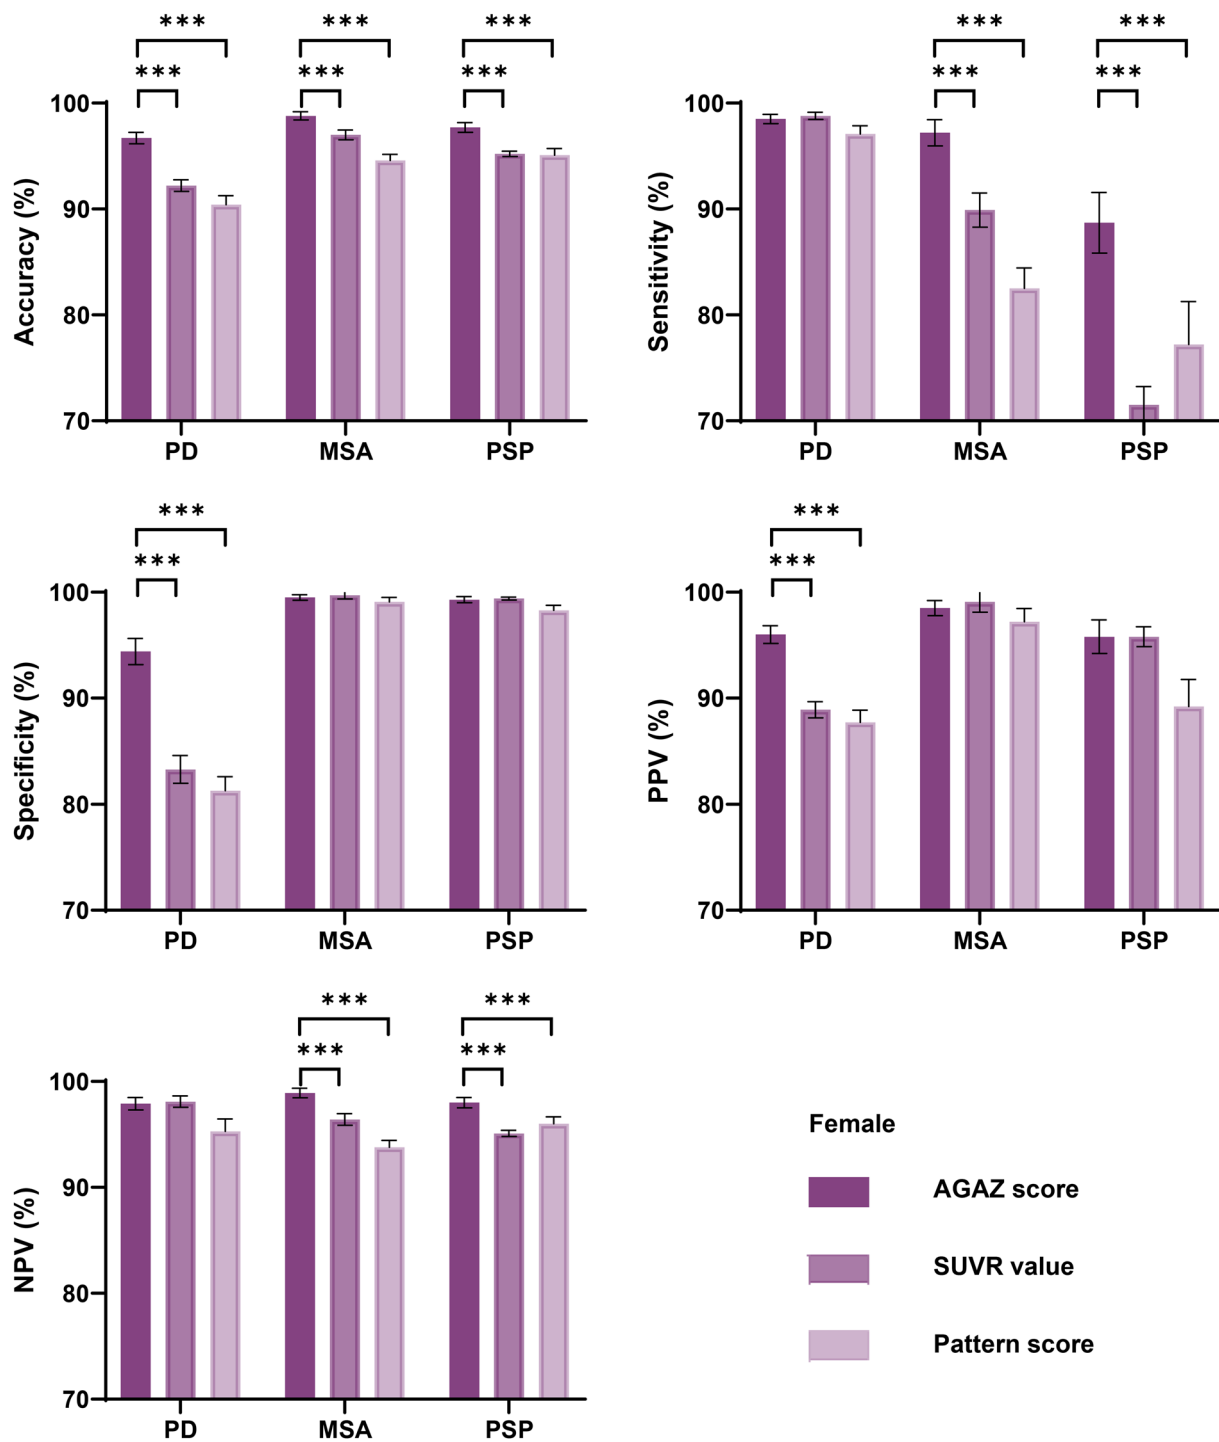 *** *** ***
*** *** ***
100
90
80
70
Accuracy (%)
PD MSA PSP
*** ***
*** ***
100
90
80
70
Sensitivity (%)
PD MSA PSP
***
***
100
90
80
70
Specificity (%)
PD MSA PSP
***
***
100
90
80
70
PPV (%)
PD MSA PSP
*** ***
*** ***
100
90
80
70
NPV (%)
PD MSA PSP
Female
AGAZ score
SUVR value
Pattern score